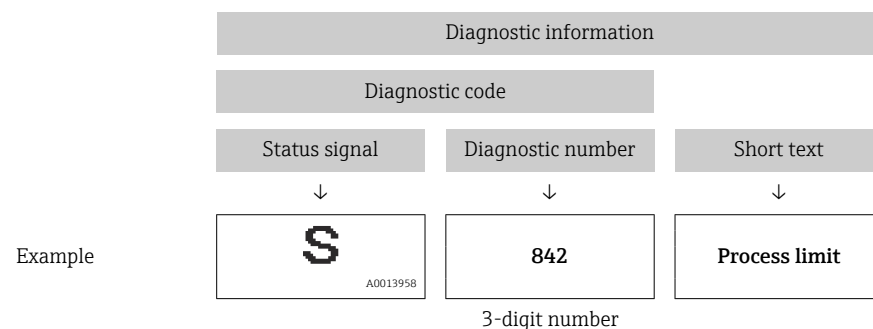 Diagnostic information
Diagnostic code
Status signal Diagnostic number Short text
↓ ↓ ↓
Example S 842 Process limit
A0013958
3-digit number